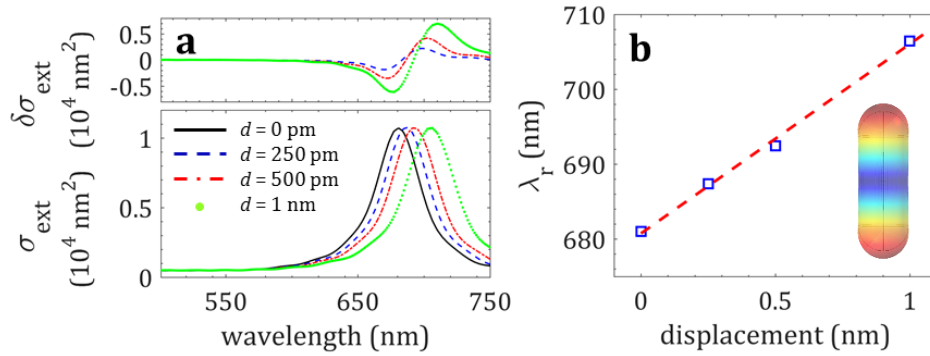 a
0.5
0
-0.5
δσext
(10⁴ nm²)
1
0.5
0
σext
(10⁴ nm²)
d = 0 pm
d = 250 pm
d = 500 pm
d = 1 nm
550
650
750
wavelength (nm)
b
710
700
690
680
λr (nm)
0
0.5
1
displacement (nm)